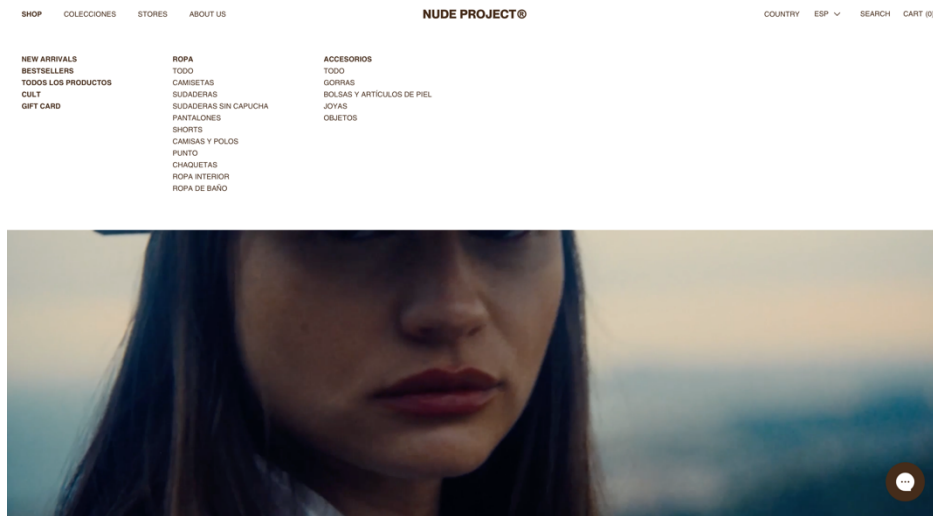 SHOP COLECCIONES STORES ABOUT US NUDE PROJECT® COUNTRY ESP SEARCH CART (0)
NEW ARRIVALS
BESTSELLERS
TODOS LOS PRODUCTOS
CULT
GIFT CARD
ROPA
TODO
CAMISETAS
SUDADERAS
SUDADERAS SIN CAPUCHA
PANTALONES
SHORTS
CAMISAS Y POLOS
PUNTO
CHAQUETAS
ROPA INTERIOR
ROPA DE BAÑO
ACCESORIOS
TODO
GORRAS
BOLSAS Y ARTÍCULOS DE PIEL
JOYAS
OBJETOS